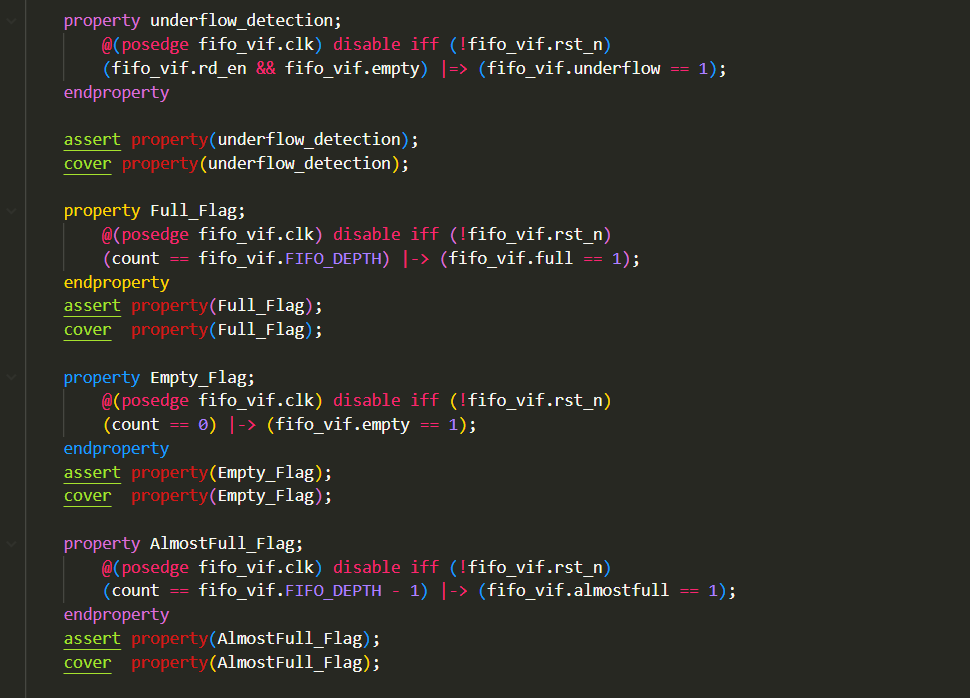 property underflow_detection;
@(posedge fifo_vif.clk) disable iff (!fifo_vif.rst_n)
(fifo_vif.rd_en && fifo_vif.empty) |=> (fifo_vif.underflow == 1);
endproperty
assert property(underflow_detection);
cover property(underflow_detection);
property Full_Flag;
@(posedge fifo_vif.clk) disable iff (!fifo_vif.rst_n)
(count == fifo_vif.FIFO_DEPTH) |-> (fifo_vif.full == 1);
endproperty
assert property(Full_Flag);
cover  property(Full_Flag);
property Empty_Flag;
@(posedge fifo_vif.clk) disable iff (!fifo_vif.rst_n)
(count == 0) |-> (fifo_vif.empty == 1);
endproperty
assert property(Empty_Flag);
cover  property(Empty_Flag);
property AlmostFull_Flag;
@(posedge fifo_vif.clk) disable iff (!fifo_vif.rst_n)
(count == fifo_vif.FIFO_DEPTH - 1) |-> (fifo_vif.almostfull == 1);
endproperty
assert property(AlmostFull_Flag);
cover  property(AlmostFull_Flag);